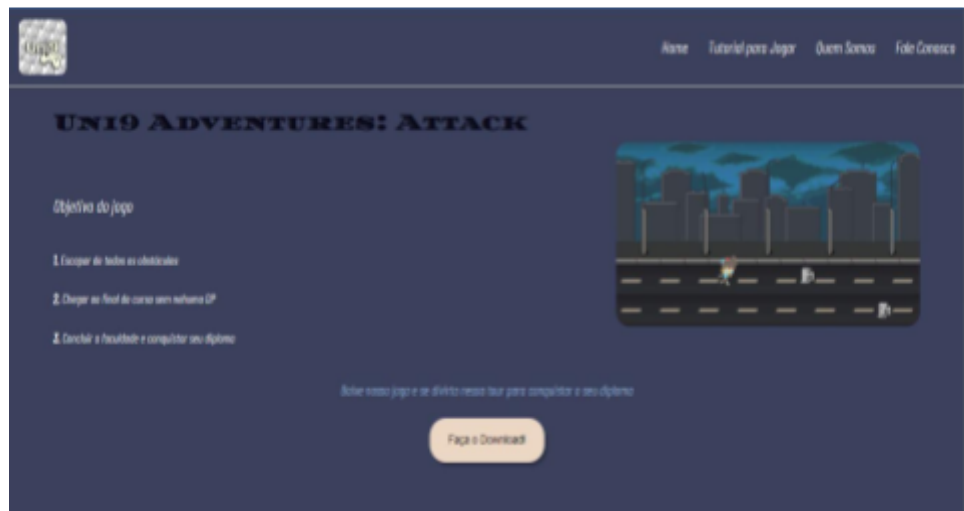 Uni9
Home Tutorial para Jogar Quem Somos Fale Conosco
Uni9 Adventures: Attack
Objetivo do jogo
1. Escapar de todos os obstáculos
2. Chegar ao final do curso sem nehuma DP
3. Concluir a faculdade e conquistar seu diploma
Baixe nosso jogo e se divirta nessa tour para conquistar o seu diploma
Faça o Download!